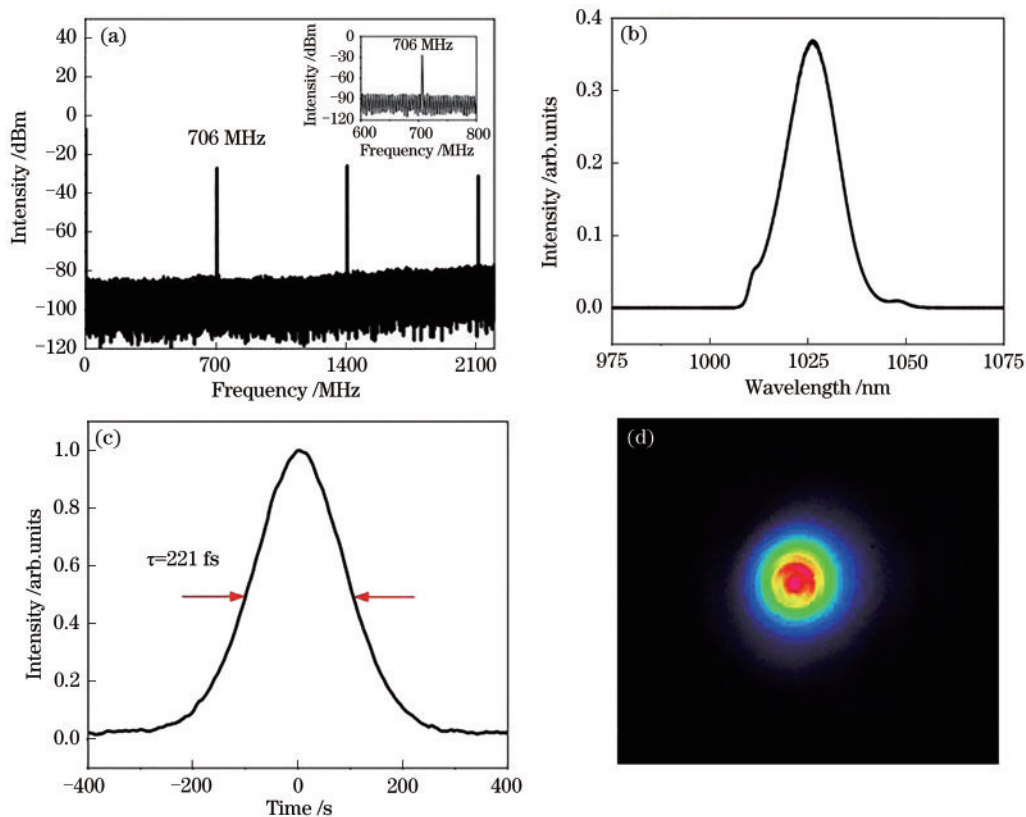 (a)
40
20
0
−20
−40
−60
−80
−100
−120
Intensity /dBm
706 MHz
0
700
1400
2100
Frequency /MHz
0
−30
−60
−90
−120
Intensity /dBm
706 MHz
600
700
800
Frequency /MHz
(b)
0.4
0.3
0.2
0.1
0.0
Intensity /arb.units
975
1000
1025
1050
1075
Wavelength /nm
(c)
1.0
0.8
0.6
0.4
0.2
0.0
Intensity /arb.units
τ=221 fs
−400
−200
0
200
400
Time /s
(d)